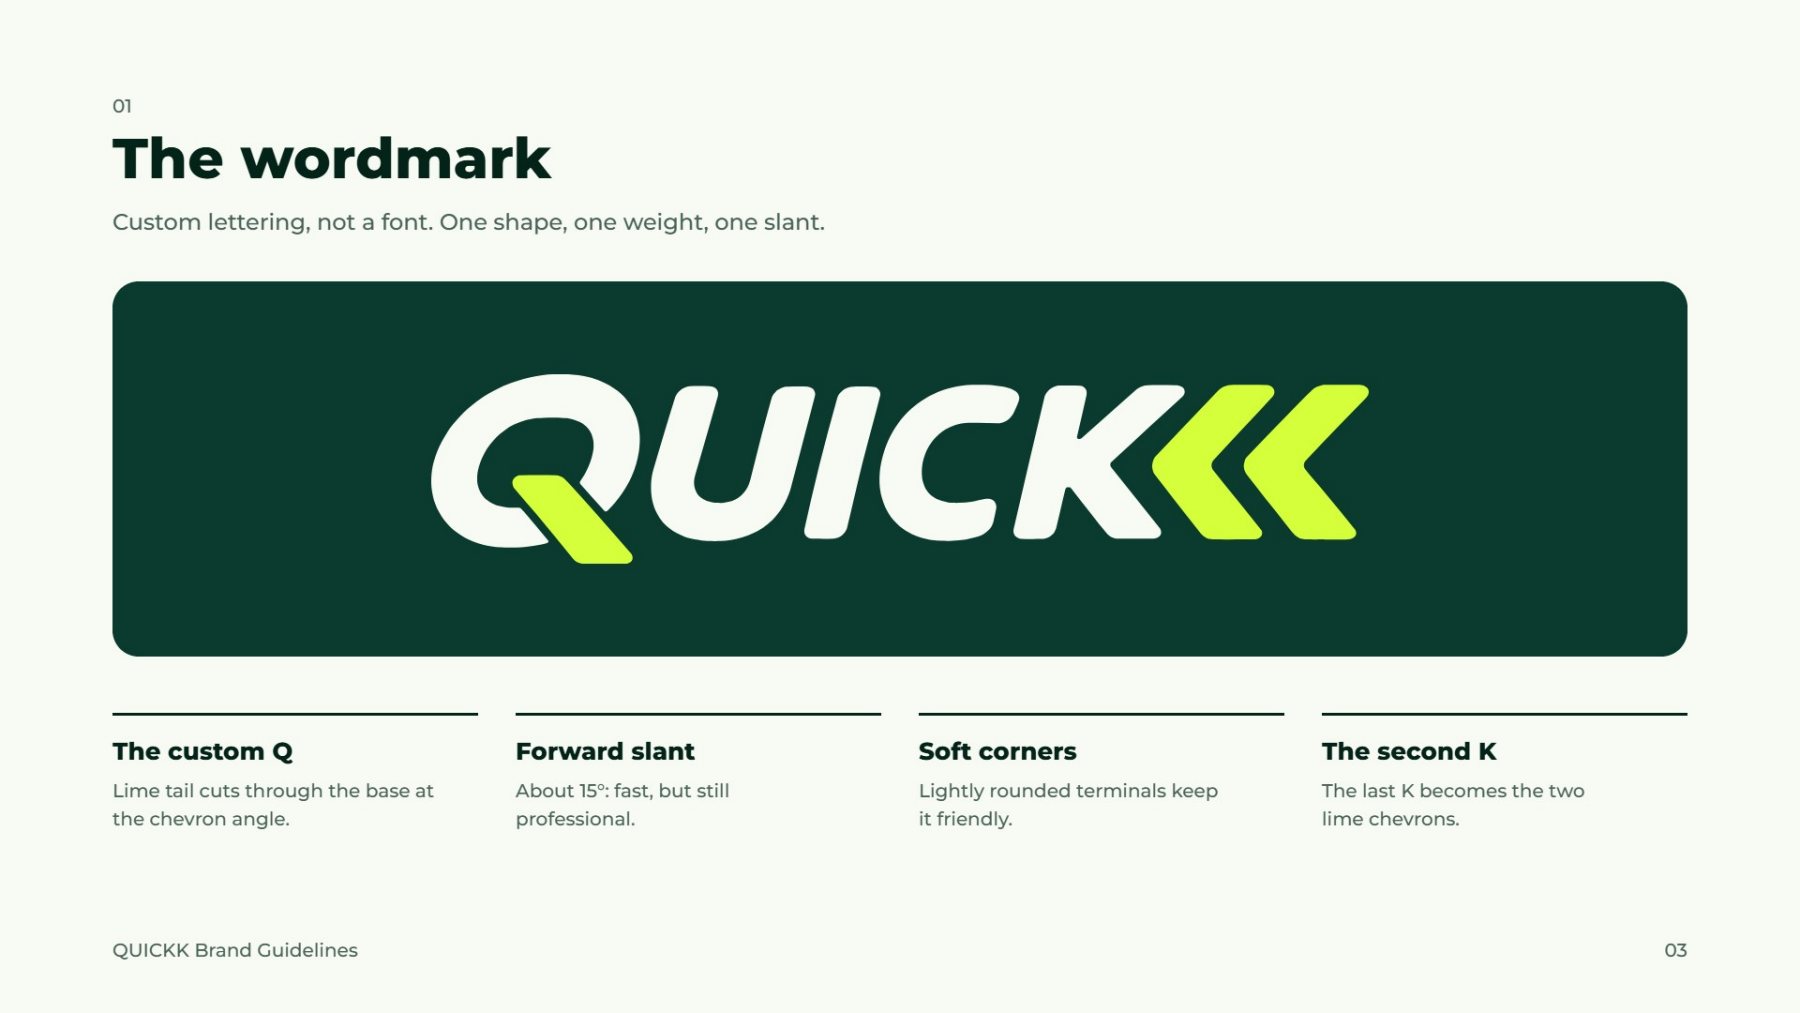 01
The wordmark
Custom lettering, not a font. One shape, one weight, one slant.
QUICK
The custom Q
Lime tail cuts through the base at
the chevron angle.
Forward slant
About 15°: fast, but still
professional.
Soft corners
Lightly rounded terminals keep
it friendly.
The second K
The last K becomes the two
lime chevrons.
QUICKK Brand Guidelines
03